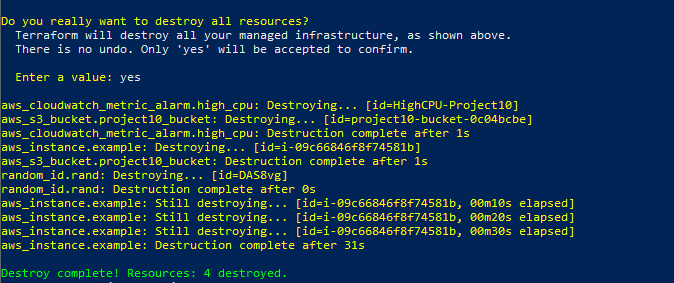 Do you really want to destroy all resources?
Terraform will destroy all your managed infrastructure, as shown above.
There is no undo. Only 'yes' will be accepted to confirm.
Enter a value: yes
aws_cloudwatch_metric_alarm.high_cpu: Destroying... [id=HighCPU-Project10]
aws_s3_bucket.project10_bucket: Destroying... [id=project10-bucket-0c04bcbe]
aws_cloudwatch_metric_alarm.high_cpu: Destruction complete after 1s
aws_instance.example: Destroying... [id=i-09c66846f8f74581b]
aws_s3_bucket.project10_bucket: Destruction complete after 1s
random_id.rand: Destroying... [id=DAS8vg]
random_id.rand: Destruction complete after 0s
aws_instance.example: Still destroying... [id=i-09c66846f8f74581b, 00m10s elapsed]
aws_instance.example: Still destroying... [id=i-09c66846f8f74581b, 00m20s elapsed]
aws_instance.example: Still destroying... [id=i-09c66846f8f74581b, 00m30s elapsed]
aws_instance.example: Destruction complete after 31s
Destroy complete! Resources: 4 destroyed.